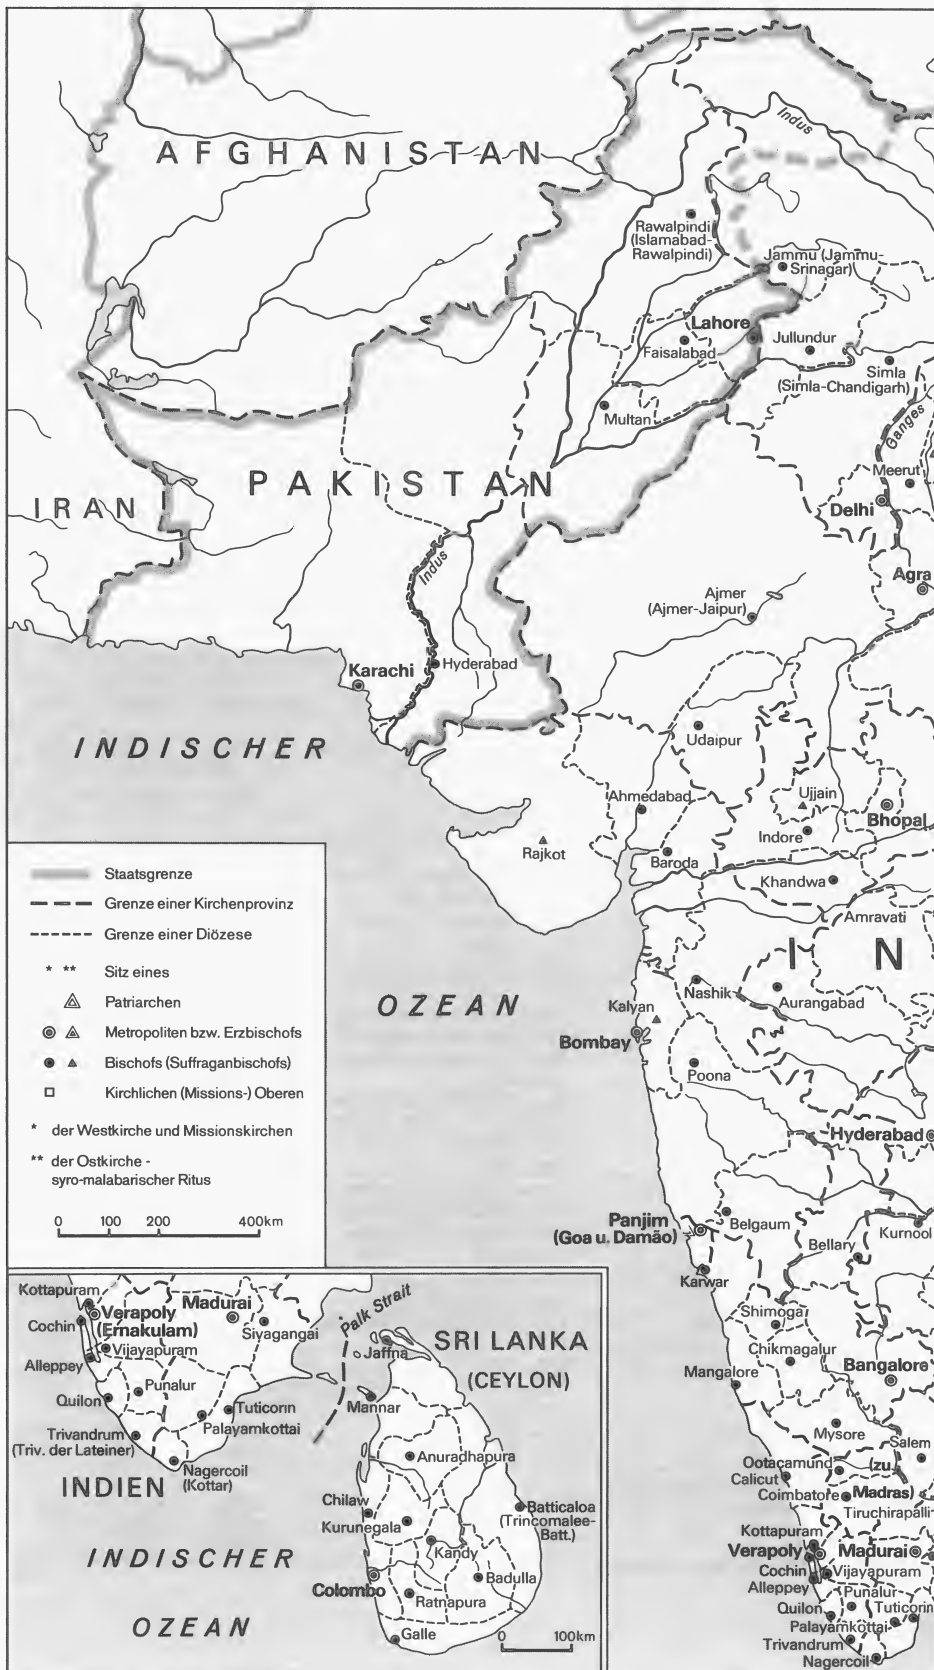 AFGHANISTAN
Indus
Rawalpindi
(Islamabad-
Rawalpindi)
Jammu (Jammu-
Srinagar)
Lahore
Faisalabad
Jullundur
Simla
(Simla-Chandigarh)
Multan
Ganges
Meerut
PAKISTAN
IRAN
Delhi
Indus
Agra
Ajmer
(Ajmer-Jaipur)
Karachi
Hyderabad
INDISCHER
Udaipur
Ahmedabad
Ujjain
Bhopal
Indore
Rajkot
Baroda
Khandwa
Amravati
IN
OZEAN
Nashik
Aurangabad
Kalyan
Bombay
Poona
Hyderabad
Panjim
(Goa u. Damão)
Belgaum
Kurnool
Bellary
Karwar
Shimoga
Chikmagalur
Bangalore
Mangalore
Mysore
Salem
Ootacamund
(zu.
Calicut
Coimbatore
Madras)
Tiruchirapalli
Kottapuram
Verapoly
Madurai
Cochin
Vijayapuram
Alleppey
Punalur
Quilon
Tuticorin
Palayamkottai
Trivandrum
Nagercoil
Staatsgrenze
Grenze einer Kirchenprovinz
Grenze einer Diözese
* ** Sitz eines
Patriarchen
Metropoliten bzw. Erzbischofs
Bischofs (Suffraganbischofs)
Kirchlichen (Missions-) Oberen
* der Westkirche und Missionskirchen
** der Ostkirche -
syro-malabarischer Ritus
0 100 200 400km
Kottapuram
Verapoly
(Ernakulam)
Madurai
Cochin
Siyagangai
Vijayapuram
Alleppey
Punalur
Quilon
Tuticorin
Palayamkottai
Trivandrum
(Triv. der Lateiner)
Nagercoil
(Kottar)
INDIEN
Palk Strait
SRI LANKA
(CEYLON)
Jaffna
Mannar
Anuradhapura
Chilaw
Kurunegala
Batticaloa
(Trincomalee-
Batt.)
Kandy
Colombo
Badulla
Ratnapura
Galle
INDISCHER
OZEAN
0 100km